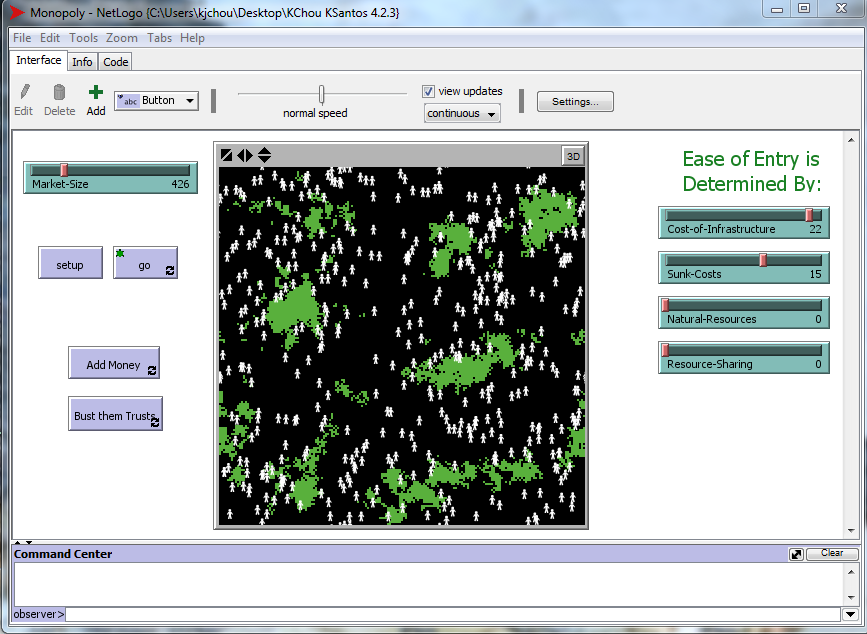 Monopoly - NetLogo {C:\Users\kjchou\Desktop\KChou KSantos 4.2.3}
File Edit Tools Zoom Tabs Help
Interface Info Code
Edit Delete Add abc Button normal speed view updates continuous Settings...
3D
Market-Size 426
setup go
Add Money
Bust them Trusts
Ease of Entry is
Determined By:
Cost-of-Infrastructure 22
Sunk-Costs 15
Natural-Resources 0
Resource-Sharing 0
Command Center Clear
observer>